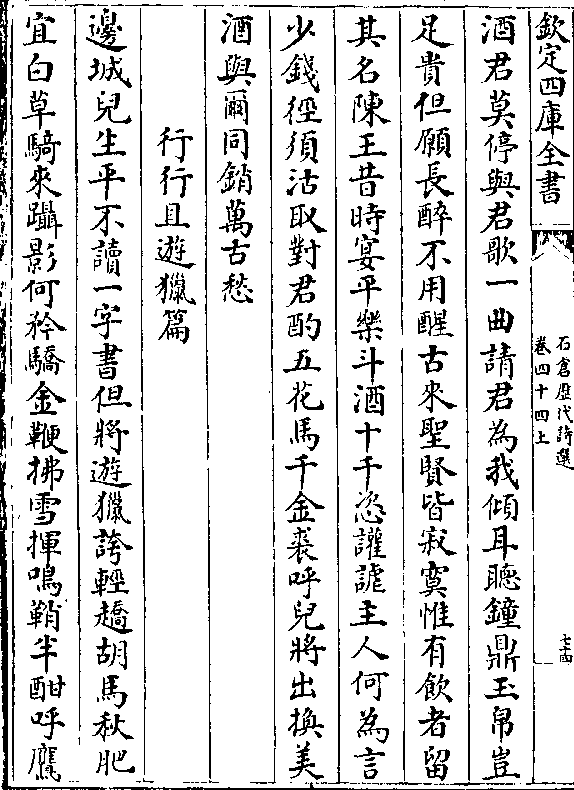 欽定四庫全書
石倉歷代詩選
卷四十四上
七十四
酒君莫停與君歌一曲請君為我傾耳聽鐘鼎玉帛豈
足貴但願長醉不用醒古來聖賢皆寂寞惟有飲者留
其名陳王昔時宴平樂斗酒十千恣讙謔主人何為言
少錢徑須沽取對君酌五花馬千金裘呼兒將出換美
酒與爾同銷萬古愁
行行且遊獵篇
邊城兒生平不讀一字書但將遊獵誇輕趫胡馬秋肥
宜白草騎來躡影何矜驕金鞭拂雪揮鳴鞘半酣呼鷹